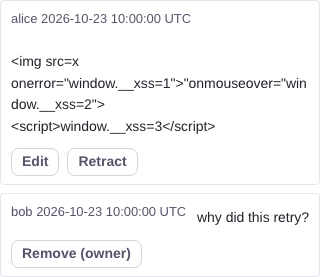 alice 2026-10-23 10:00:00 UTC
<img src=x
onerror="window.__xss=1">"onmouseover="win
dow.__xss=2">
<script>window.__xss=3</script>
Edit Retract
bob 2026-10-23 10:00:00 UTC why did this retry?
Remove (owner)